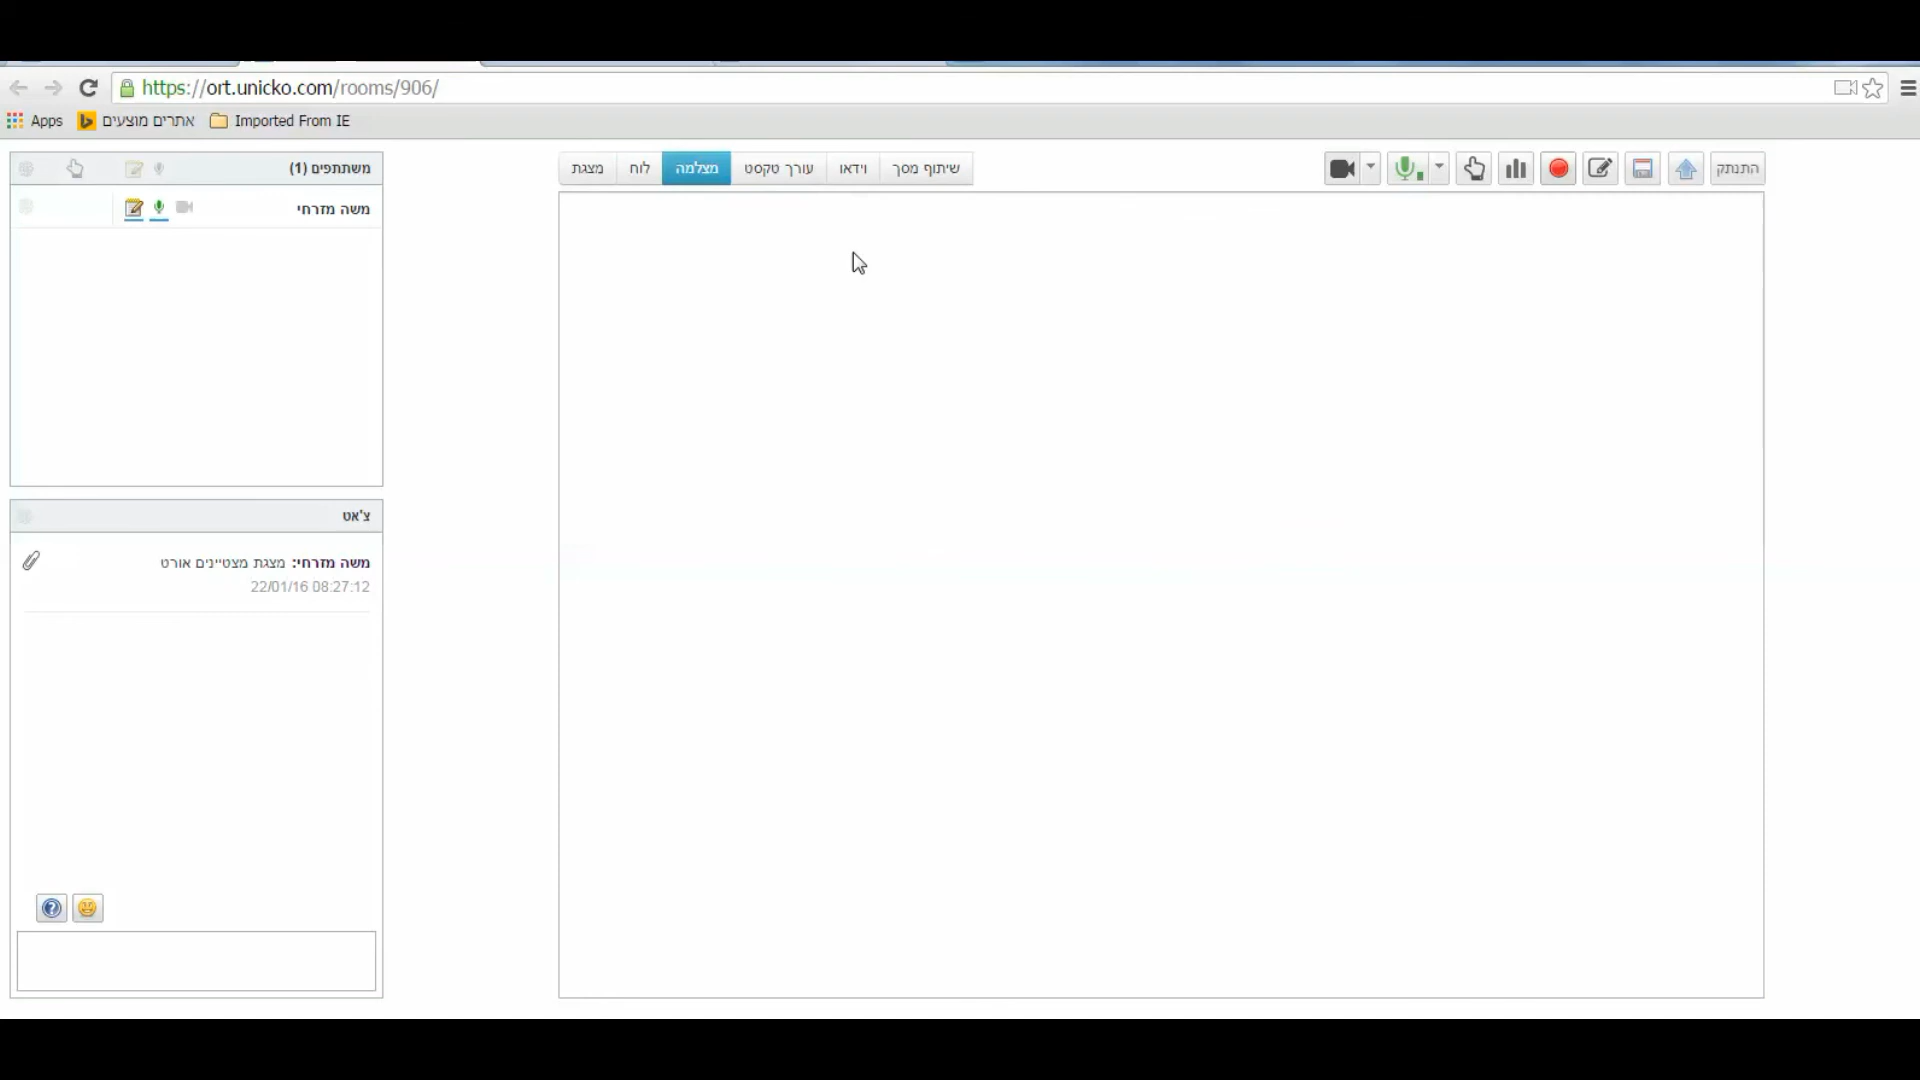 https://ort.unicko.com/rooms/906/
Apps
אתרים מוצעים
Imported From IE
משתתפים (1)
משה מזרחי
מצגת
לוח
מצלמה
עורך טקסט
וידאו
שיתוף מסך
התנתק
צ'אט
משה מזרחי: מצגת מצטיינים אורט
22/01/16 08:27:12